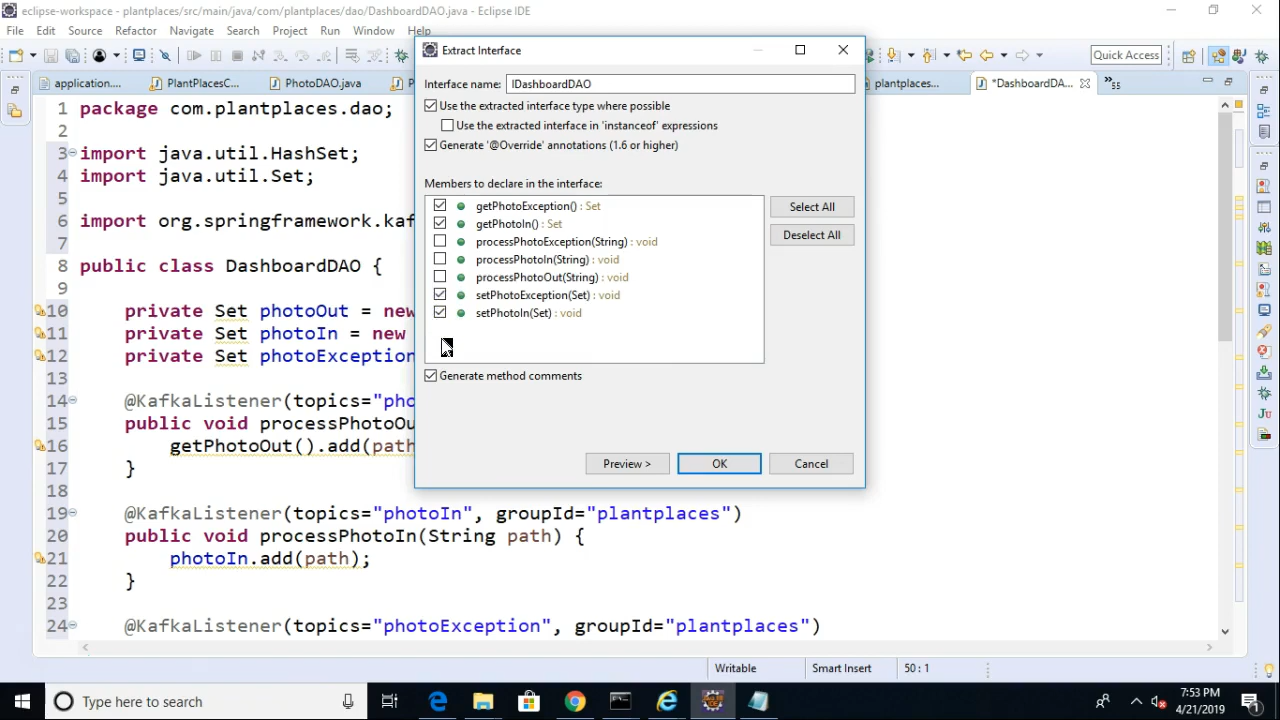 eclipse-workspace - plantplaces/src/main/java/com/plantplaces/dao/DashboardDAO.java - Eclipse IDE
File Edit Source Refactor Navigate Search Project Run Window
Quick Access
application.... PlantPlacesC... PhotoDAO.java plantplaces... *DashboardDA... 55
Extract Interface
Interface name: IDashboardDAO
Use the extracted interface type where possible
Use the extracted interface in 'instanceof' expressions
Generate '@Override' annotations (1.6 or higher)
Members to declare in the interface:
getPhotoException() : Set
getPhotoIn() : Set
processPhotoException(String) : void
processPhotoIn(String) : void
processPhotoOut(String) : void
setPhotoException(Set) : void
setPhotoIn(Set) : void
Select All
Deselect All
Generate method comments
Preview > OK Cancel
1 package com.plantplaces.dao;
2
3 import java.util.HashSet;
4 import java.util.Set;
5
6 import org.springframework.kaf
7
8 public class DashboardDAO {
9
10 private Set photoOut = new
11 private Set photoIn = new
12 private Set photoException
13
14 @KafkaListener(topics="pho
15 public void processPhotoOu
16 getPhotoOut().add(path
17 }
18
19 @KafkaListener(topics="photoIn", groupId="plantplaces")
20 public void processPhotoIn(String path) {
21 photoIn.add(path);
22 }
23
24 @KafkaListener(topics="photoException", groupId="plantplaces")
Writable Smart Insert 50 : 1
Type here to search
7:53 PM
4/21/2019